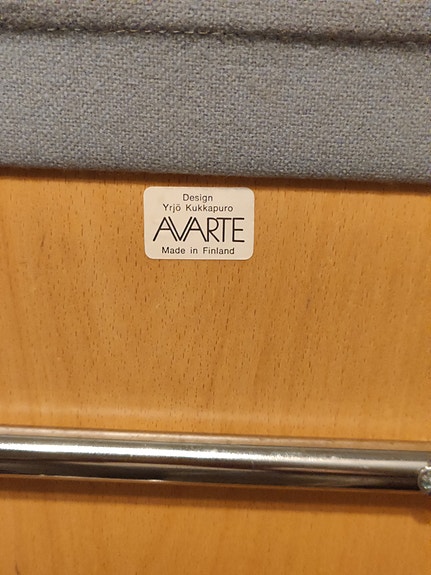 Design
Yrjö Kukkapuro
AVARTE
Made in Finland